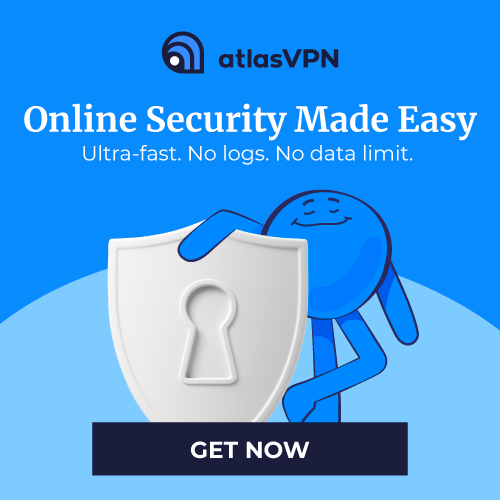 atlasVPN
Online Security Made Easy
Ultra-fast. No logs. No data limit.
GET NOW